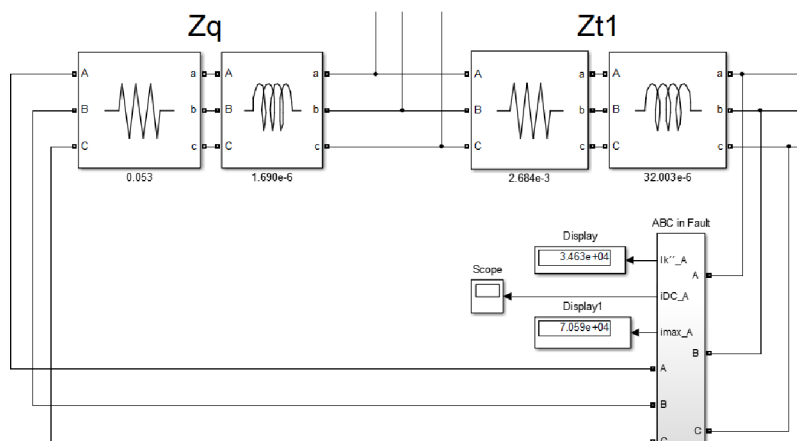 Zq Zt1
A a A a A a A a
B b B b B b B b
C c C c C c C c
0.053 1.690e-6 2.684e-3 32.003e-6
ABC in Fault
Display
3.463e+04
Ik''_A
A
Scope
iDC_A
Display1
7.059e+04
imax_A
B
A
B
C
C